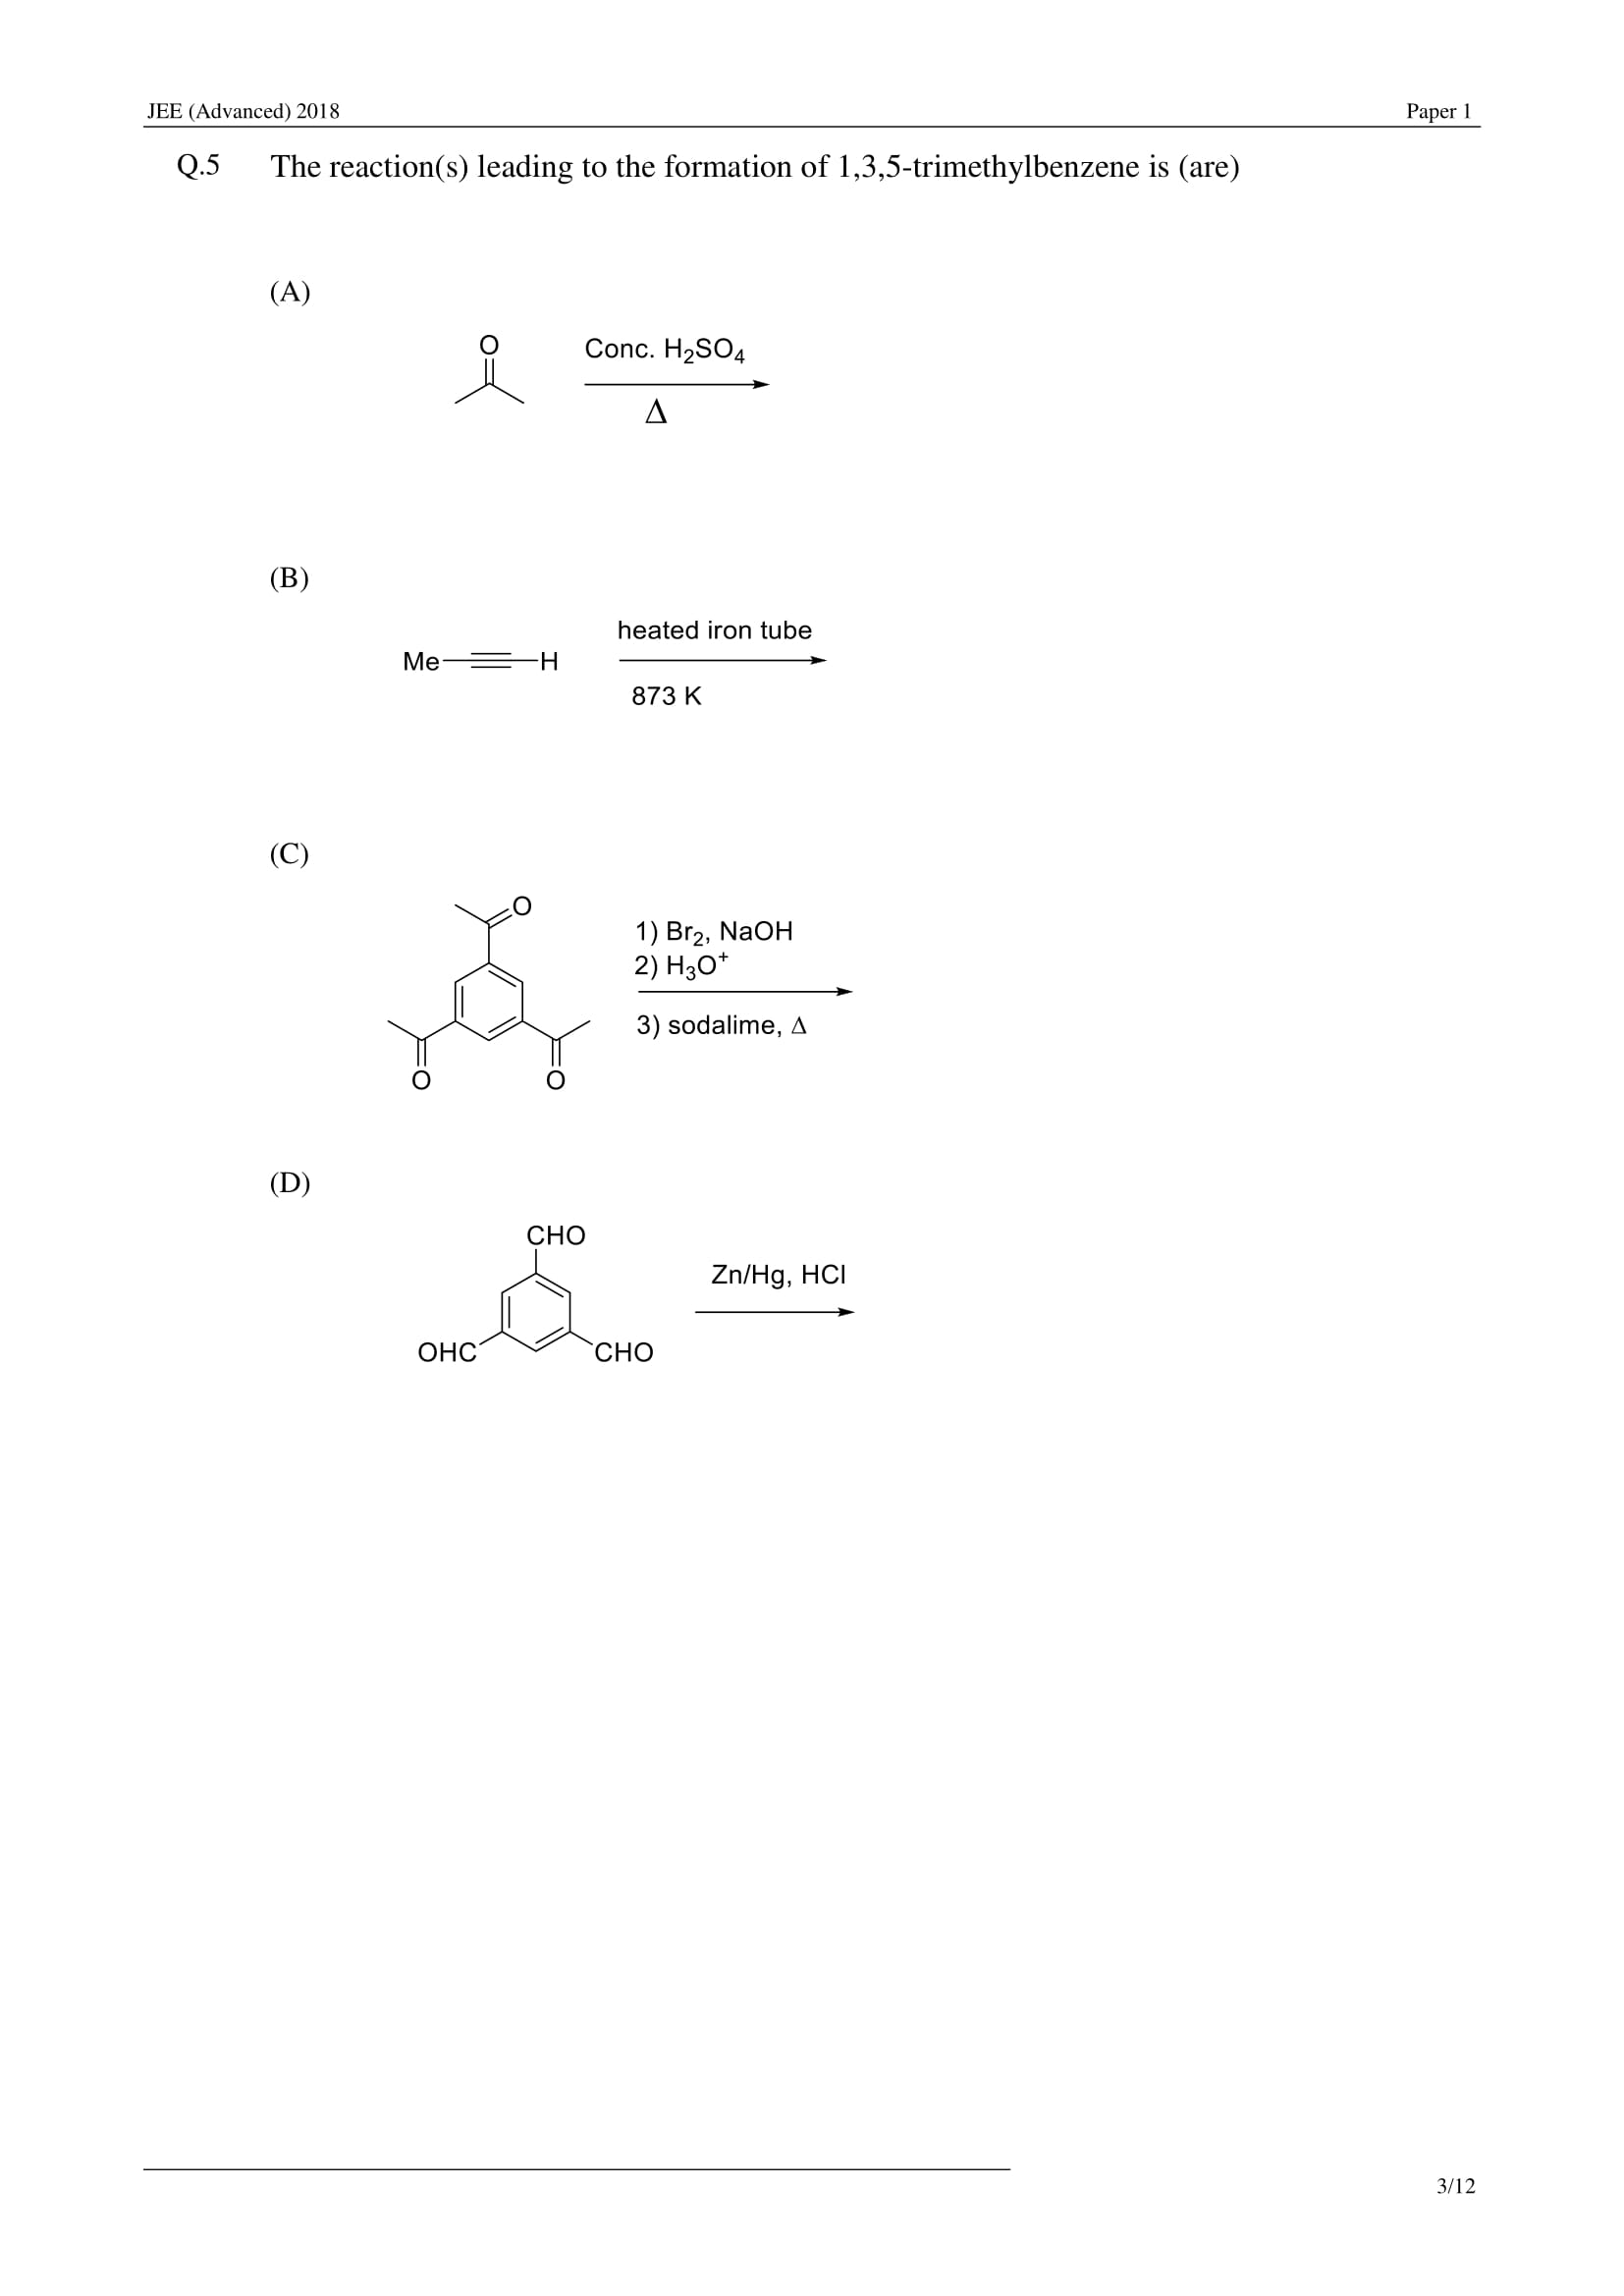 JEE (Advanced) 2018 Paper 1
Q.5 The reaction(s) leading to the formation of 1,3,5-trimethylbenzene is (are)
(A)
O
Conc. H₂SO₄
Δ
(B)
Me H
heated iron tube
873 K
(C)
O
O O
1) Br₂, NaOH
2) H₃O⁺
3) sodalime, Δ
(D)
CHO
OHC CHO
Zn/Hg, HCl
3/12